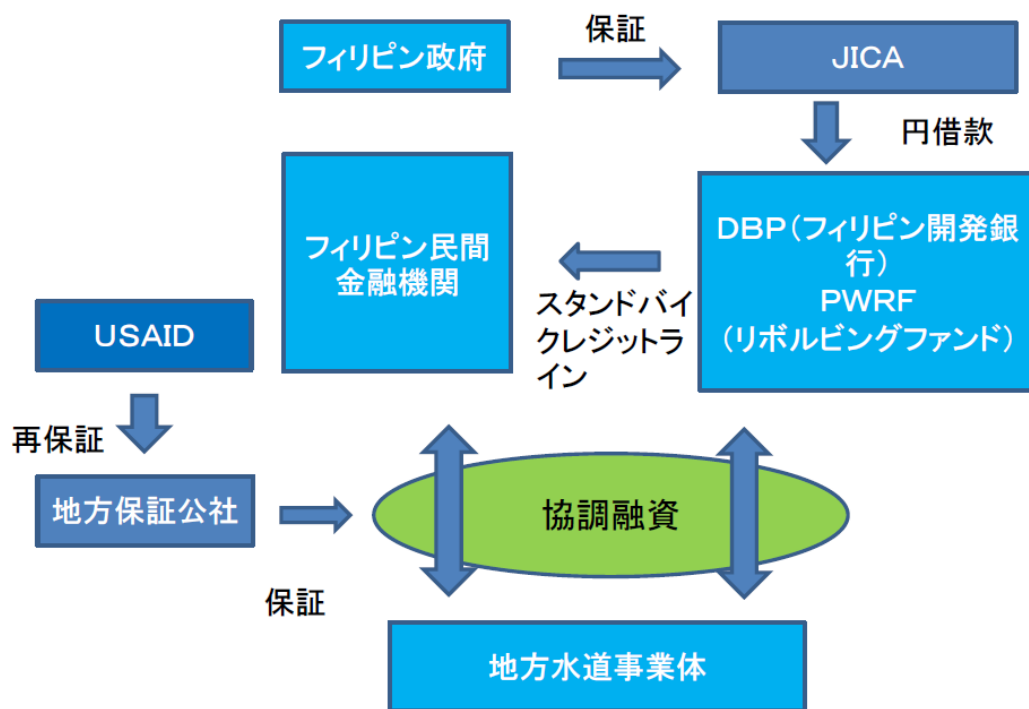 保証
フィリピン政府
JICA
円借款
フィリピン民間
金融機関
DBP（フィリピン開発銀
行）
PWRF
（リボルビングファンド）
スタンドバイ
クレジットラ
イン
USAID
再保証
地方保証公社
協調融資
保証
地方水道事業体